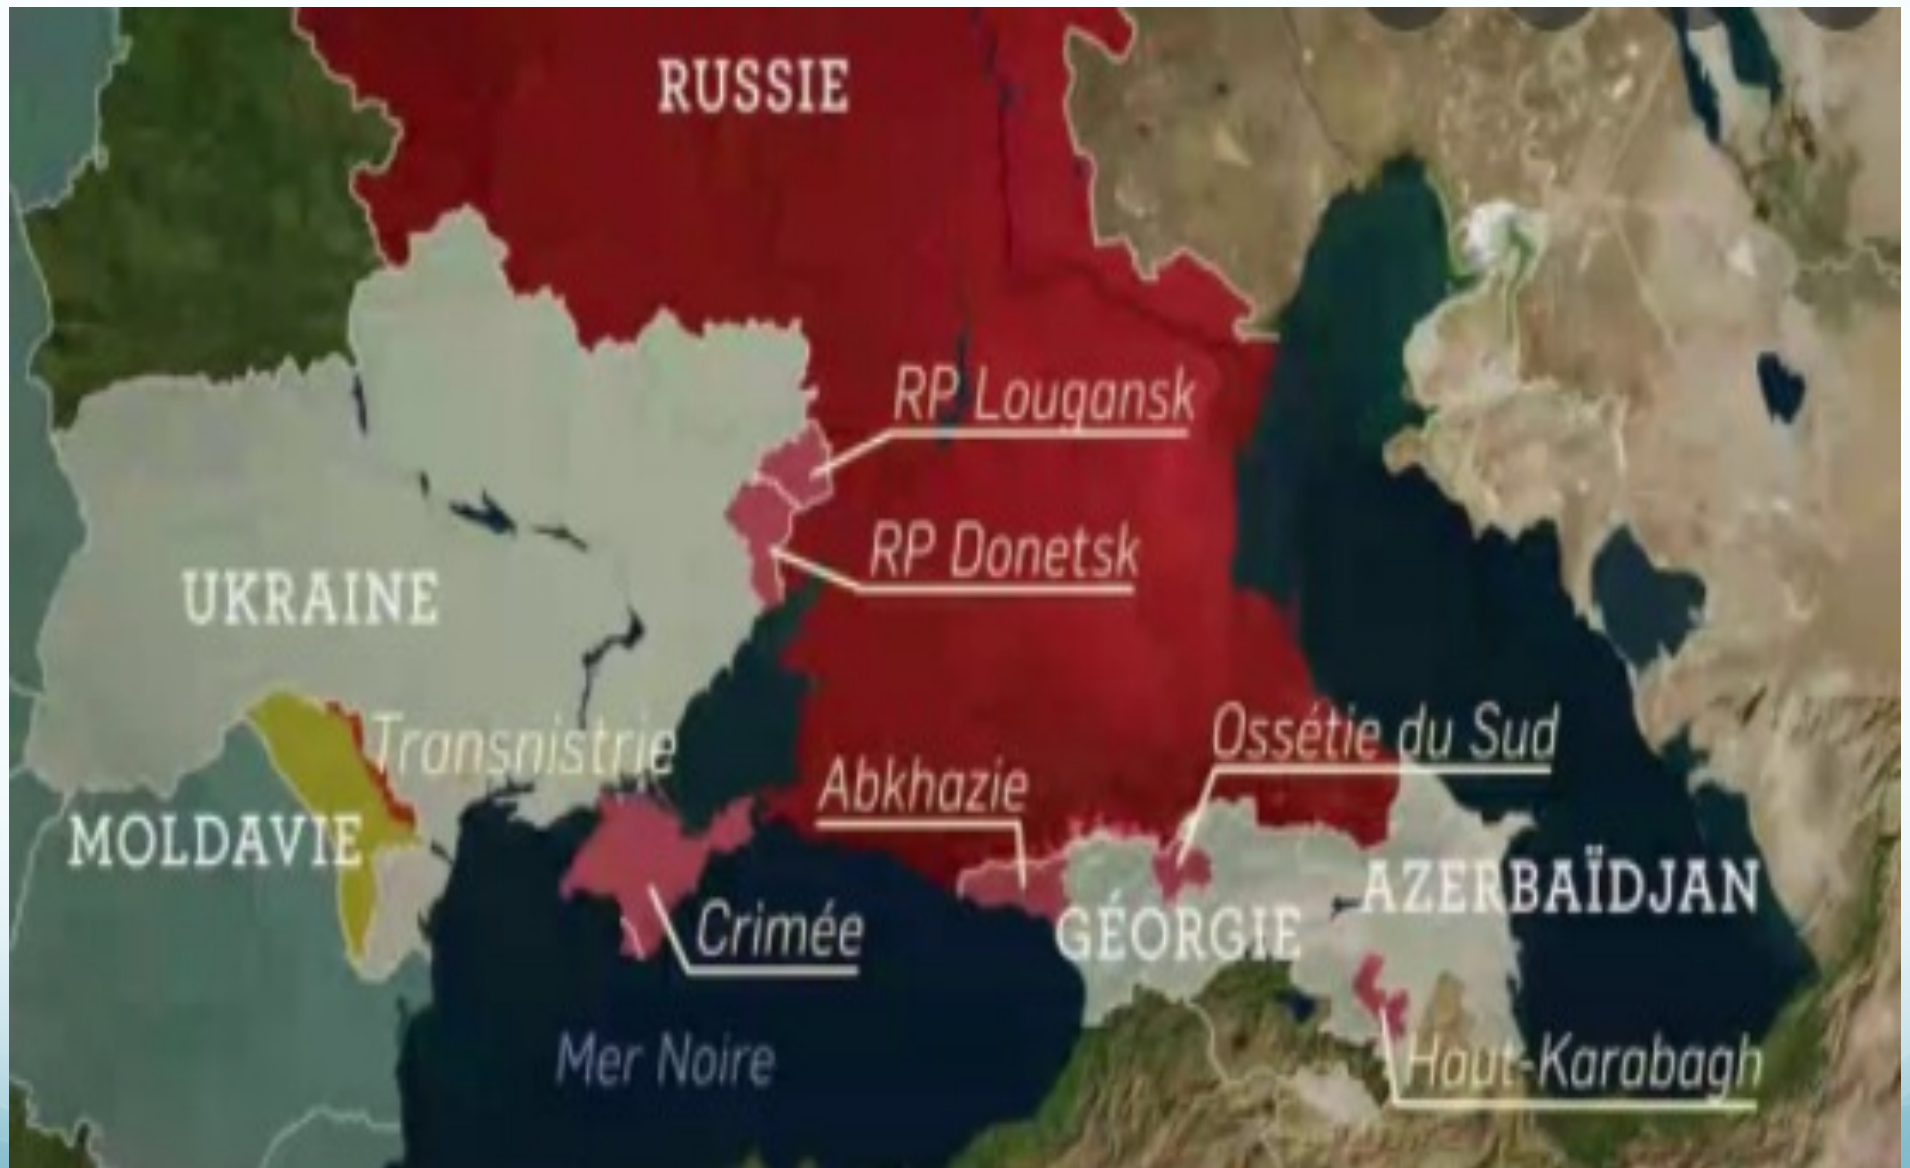 RUSSIE
RP Lougansk
RP Donetsk
UKRAINE
Transnistrie
Ossétie du Sud
Abkhazie
MOLDAVIE
AZERBAÏDJAN
Crimée
GÉORGIE
Mer Noire
Haut-Karabagh